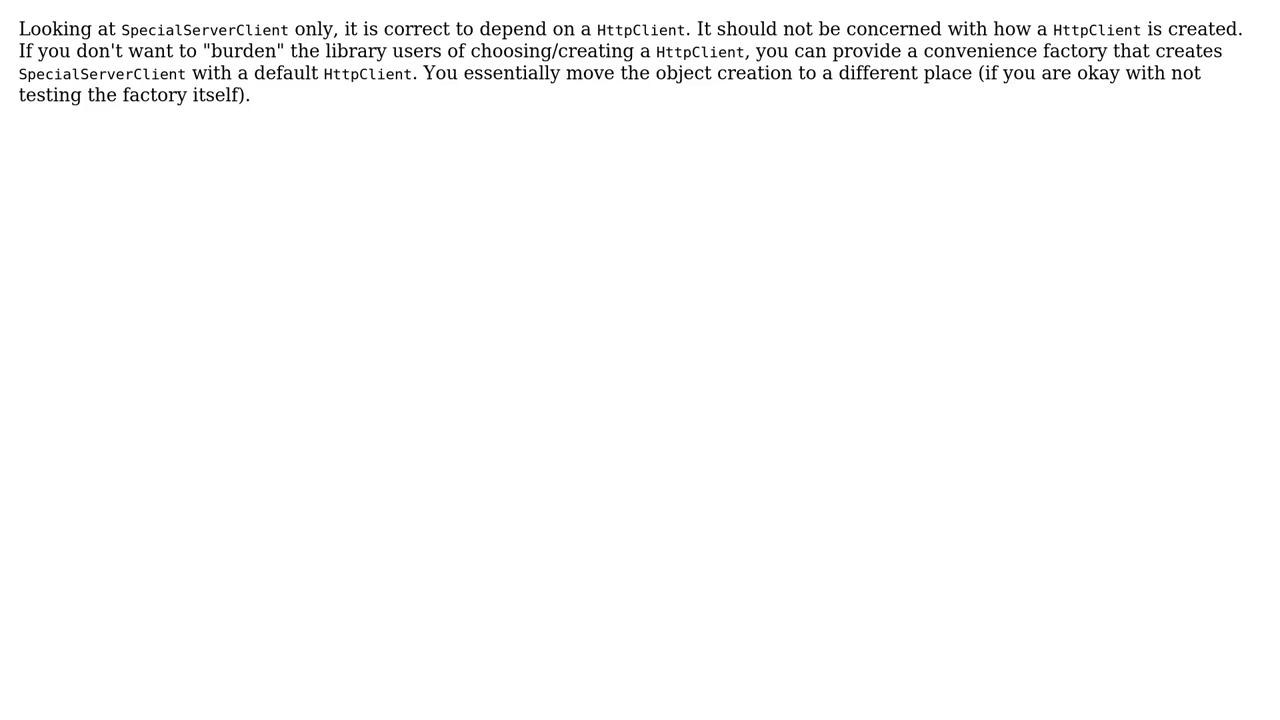 Looking at SpecialServerClient only, it is correct to depend on a HttpClient. It should not be concerned with how a HttpClient is created.
If you don't want to "burden" the library users of choosing/creating a HttpClient, you can provide a convenience factory that creates
SpecialServerClient with a default HttpClient. You essentially move the object creation to a different place (if you are okay with not
testing the factory itself).